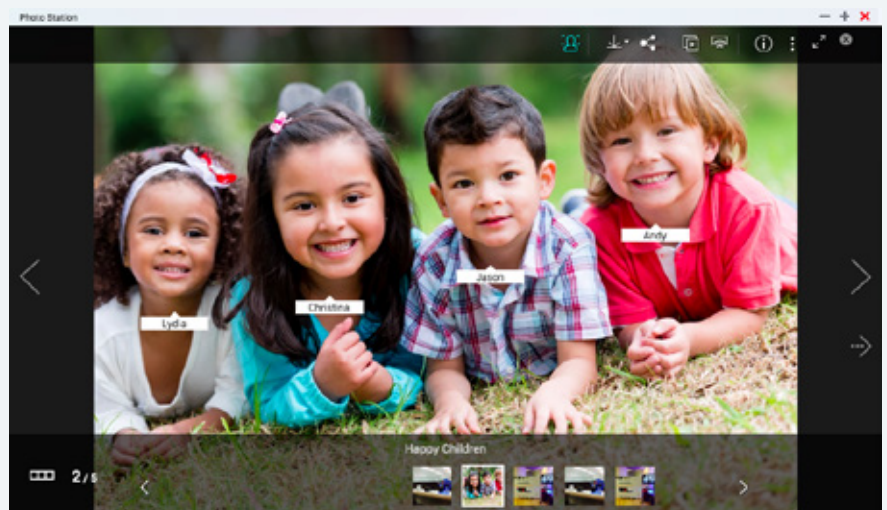 Photo Station
Andy
Jason
Christina
Lydia
Happy Children
2/5